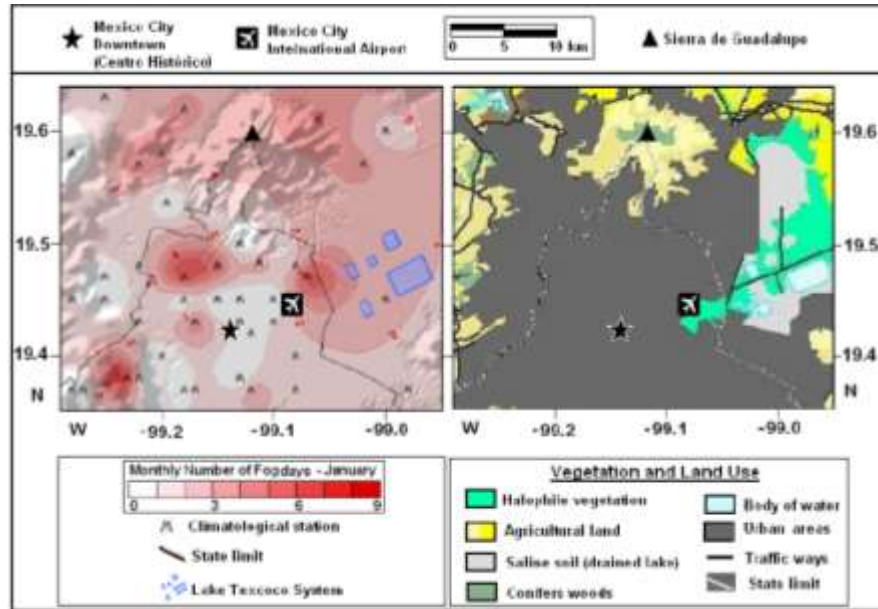 Mexico City
Downtown
(Centro Histórico)
Mexico City
International Airport
0 5 10 km
Sierra de Guadalupe
19.6
19.5
19.4
N
W -99.2 -99.1 -99.0
19.6
19.5
19.4
N
W -99.2 -99.1 -99.0
Monthly Number of Fogdays - January
0 3 6 9
Climatological station
State limit
Lake Texcoco System
Vegetation and Land Use
Halophile vegetation
Agricultural land
Saline soil (drained lake)
Conifers woods
Body of water
Urban areas
Traffic ways
State limit